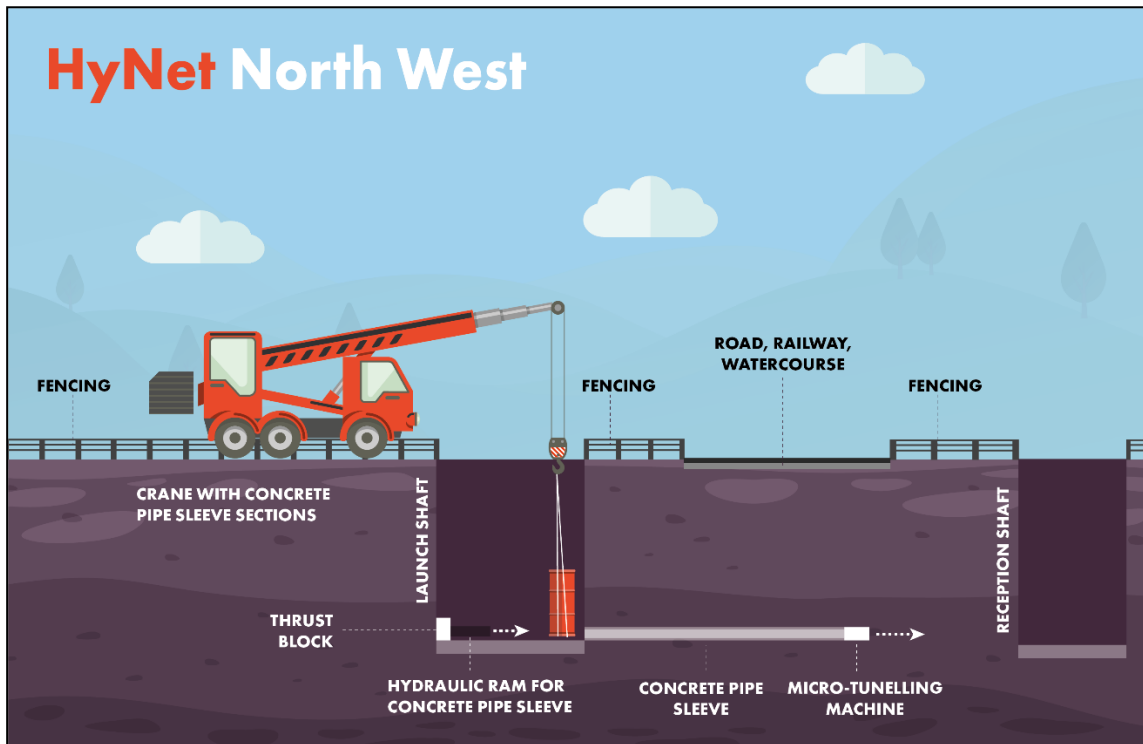 HyNet North West
ROAD, RAILWAY,
WATERCOURSE
FENCING
FENCING
FENCING
CRANE WITH CONCRETE
PIPE SLEEVE SECTIONS
LAUNCH SHAFT
RECEPTION SHAFT
THRUST
BLOCK
HYDRAULIC RAM FOR
CONCRETE PIPE SLEEVE
CONCRETE PIPE
SLEEVE
MICRO-TUNELLING
MACHINE